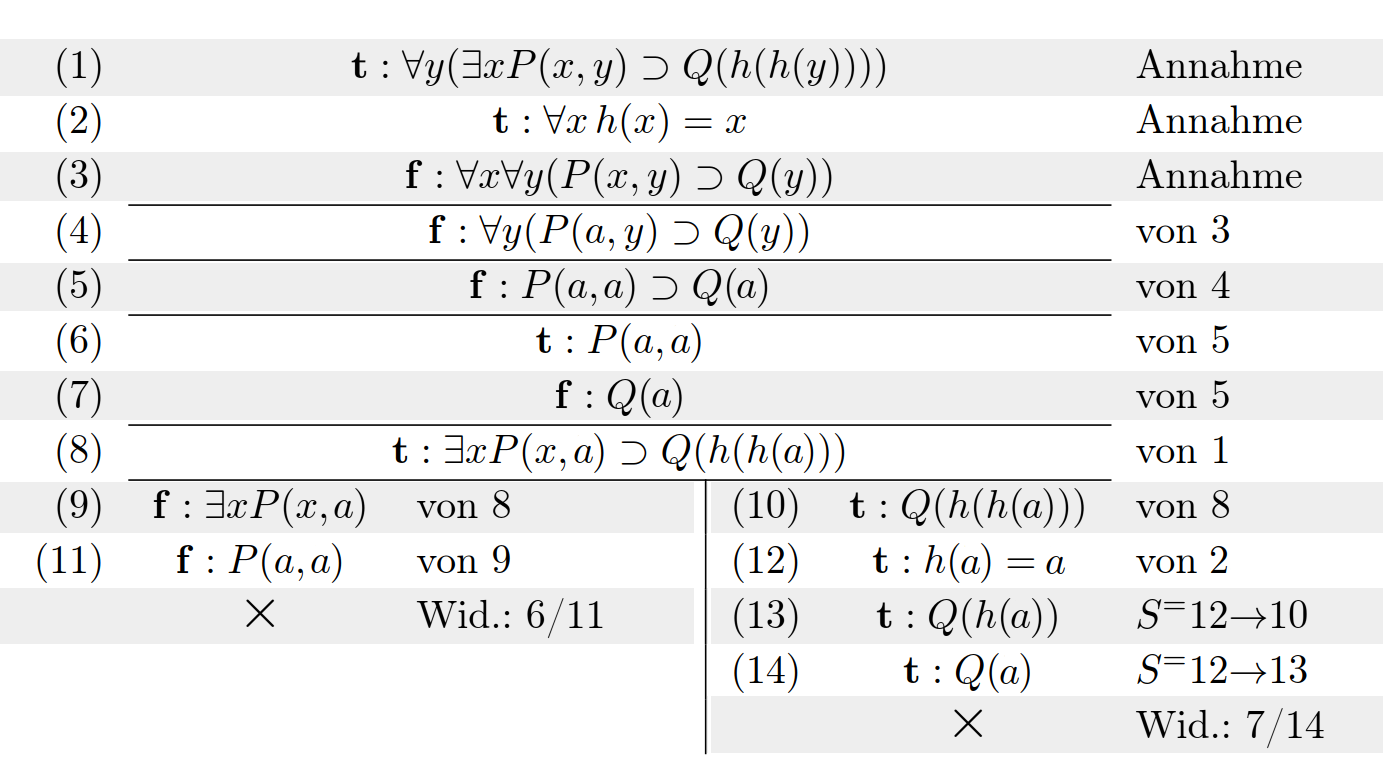 (1) t : ∀y(∃xP(x, y) ⊃ Q(h(h(y)))) Annahme
(2) t : ∀x h(x) = x Annahme
(3) f : ∀x∀y(P(x, y) ⊃ Q(y)) Annahme
(4) f : ∀y(P(a, y) ⊃ Q(y)) von 3
(5) f : P(a, a) ⊃ Q(a) von 4
(6) t : P(a, a) von 5
(7) f : Q(a) von 5
(8) t : ∃xP(x, a) ⊃ Q(h(h(a))) von 1
(9) f : ∃xP(x, a) von 8 (10) t : Q(h(h(a))) von 8
(11) f : P(a, a) von 9 (12) t : h(a) = a von 2
× Wid.: 6/11 (13) t : Q(h(a)) S⁼12→10
(14) t : Q(a) S⁼12→13
× Wid.: 7/14